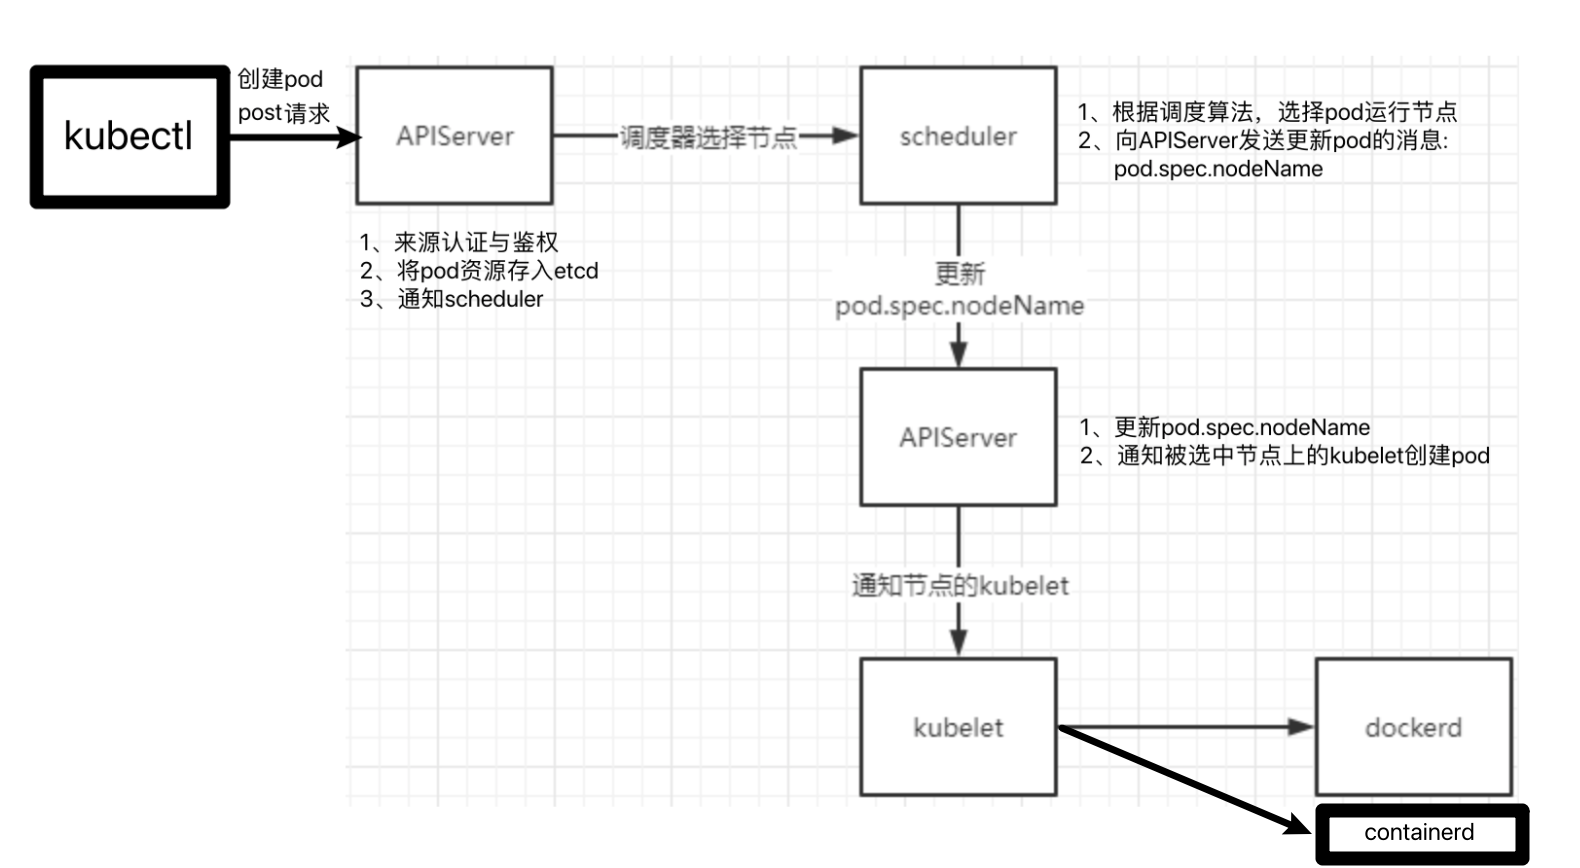 kubectl
创建pod
post请求
APIServer
调度器选择节点
scheduler
1、根据调度算法，选择pod运行节点
2、向APIServer发送更新pod的消息:
pod.spec.nodeName
1、来源认证与鉴权
2、将pod资源存入etcd
3、通知scheduler
更新
pod.spec.nodeName
APIServer
1、更新pod.spec.nodeName
2、通知被选中节点上的kubelet创建pod
通知节点的kubelet
kubelet
dockerd
containerd